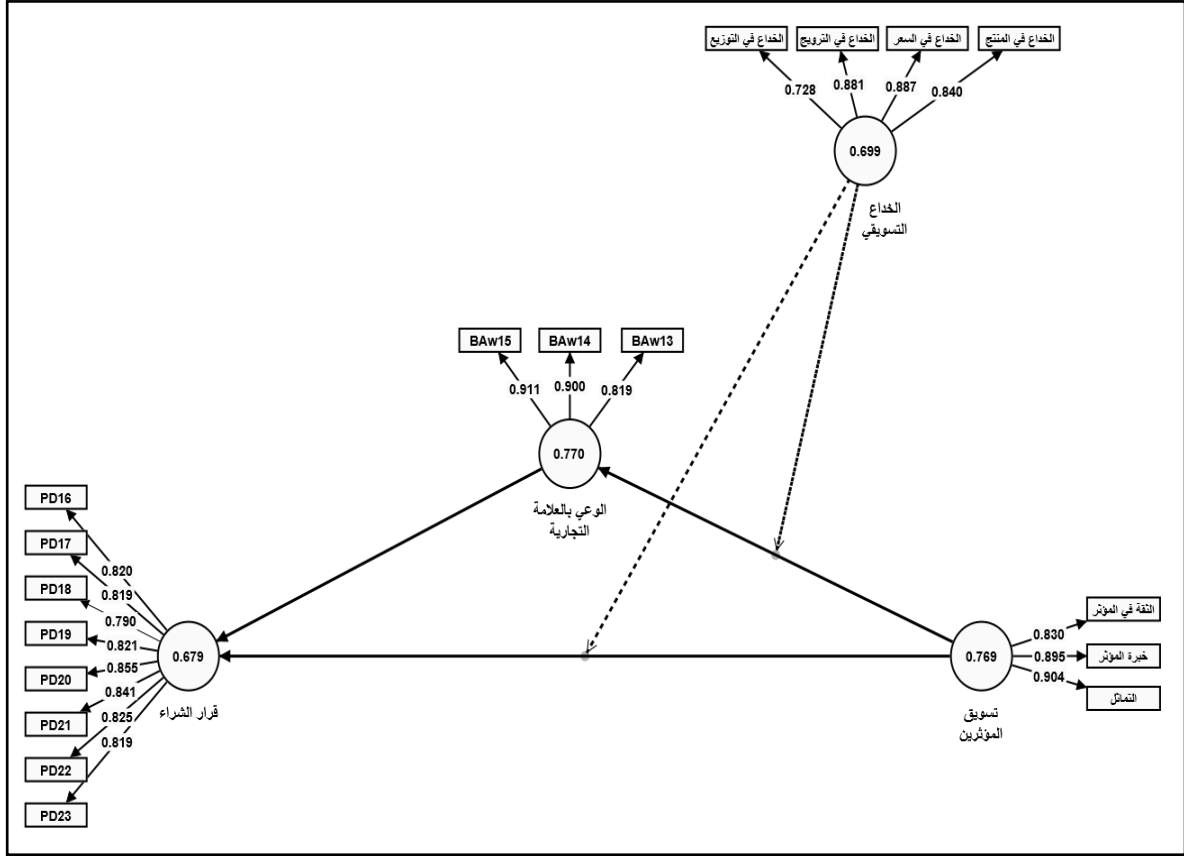 الخداع في المنتج
الخداع في السعر
الخداع في الترويج
الخداع في التوزيع
0.840
0.887
0.881
0.728
0.699
الخداع
التسويقي
BAw13
BAw14
BAw15
0.819
0.900
0.911
0.770
الوعي بالعلامة
التجارية
الثقة في المؤثر
خبرة المؤثر
التماثل
0.830
0.895
0.904
0.769
تسويق
المؤثرين
PD16
PD17
PD18
PD19
PD20
PD21
PD22
PD23
0.820
0.819
0.790
0.821
0.855
0.841
0.825
0.819
0.679
قرار الشراء